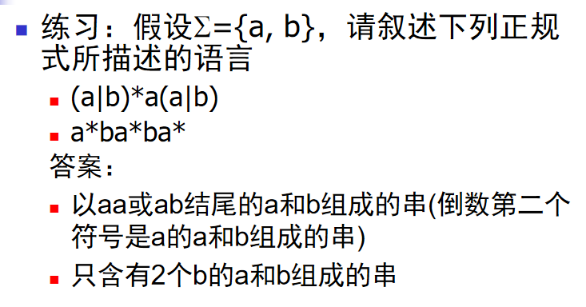 练习：假设Σ={a, b}，请叙述下列正规
式所描述的语言
(a|b)*a(a|b)
a*ba*ba*
答案：
以aa或ab结尾的a和b组成的串(倒数第二个
符号是a的a和b组成的串)
只含有2个b的a和b组成的串